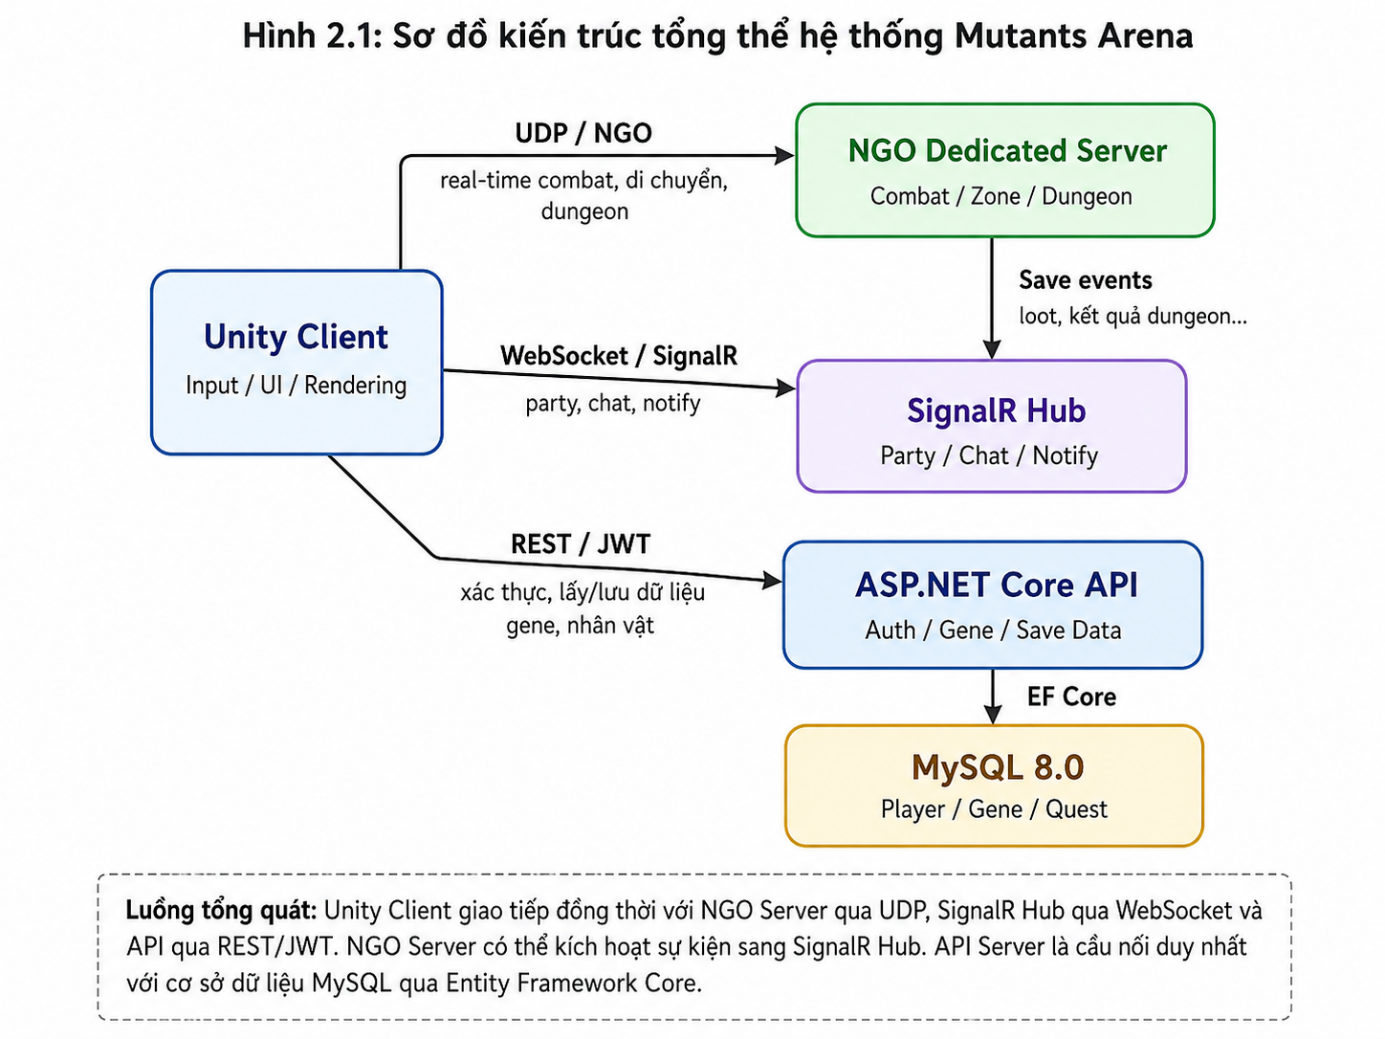 Hình 2.1: Sơ đồ kiến trúc tổng thể hệ thống Mutants Arena
UDP / NGO
real-time combat, di chuyển,
dungeon
NGO Dedicated Server
Combat / Zone / Dungeon
Save events
loot, kết quả dungeon...
Unity Client
Input / UI / Rendering
WebSocket / SignalR
party, chat, notify
SignalR Hub
Party / Chat / Notify
REST / JWT
xác thực, lấy/lưu dữ liệu
gene, nhân vật
ASP.NET Core API
Auth / Gene / Save Data
EF Core
MySQL 8.0
Player / Gene / Quest
Luồng tổng quát: Unity Client giao tiếp đồng thời với NGO Server qua UDP, SignalR Hub qua WebSocket và
API qua REST/JWT. NGO Server có thể kích hoạt sự kiện sang SignalR Hub. API Server là cầu nối duy nhất
với cơ sở dữ liệu MySQL qua Entity Framework Core.